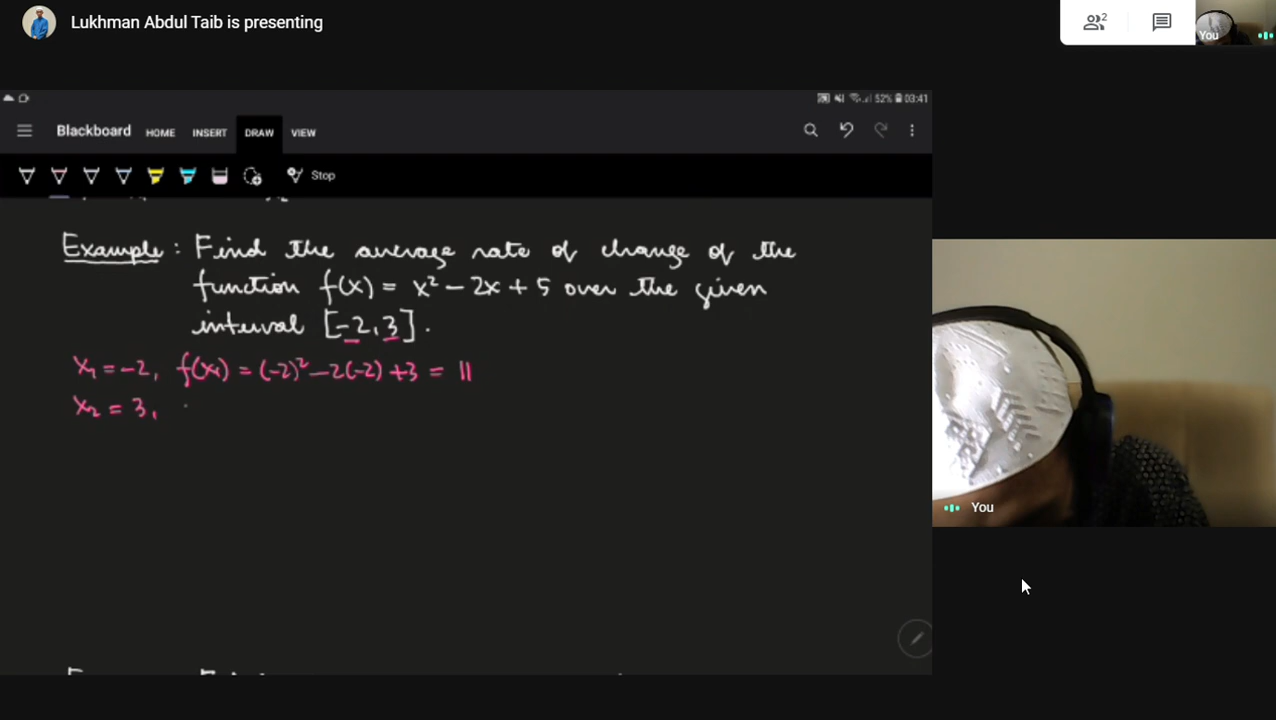 Lukhman Abdul Taib is presenting
2
You
52% 03:41
Blackboard HOME INSERT DRAW VIEW
Stop
Example: Find the average rate of change of the
function f(x) = x² − 2x + 5 over the given
interval [−2, 3].
x₁ = −2, f(x₁) = (−2)² − 2(−2) + 3 = 11
x₂ = 3,
You